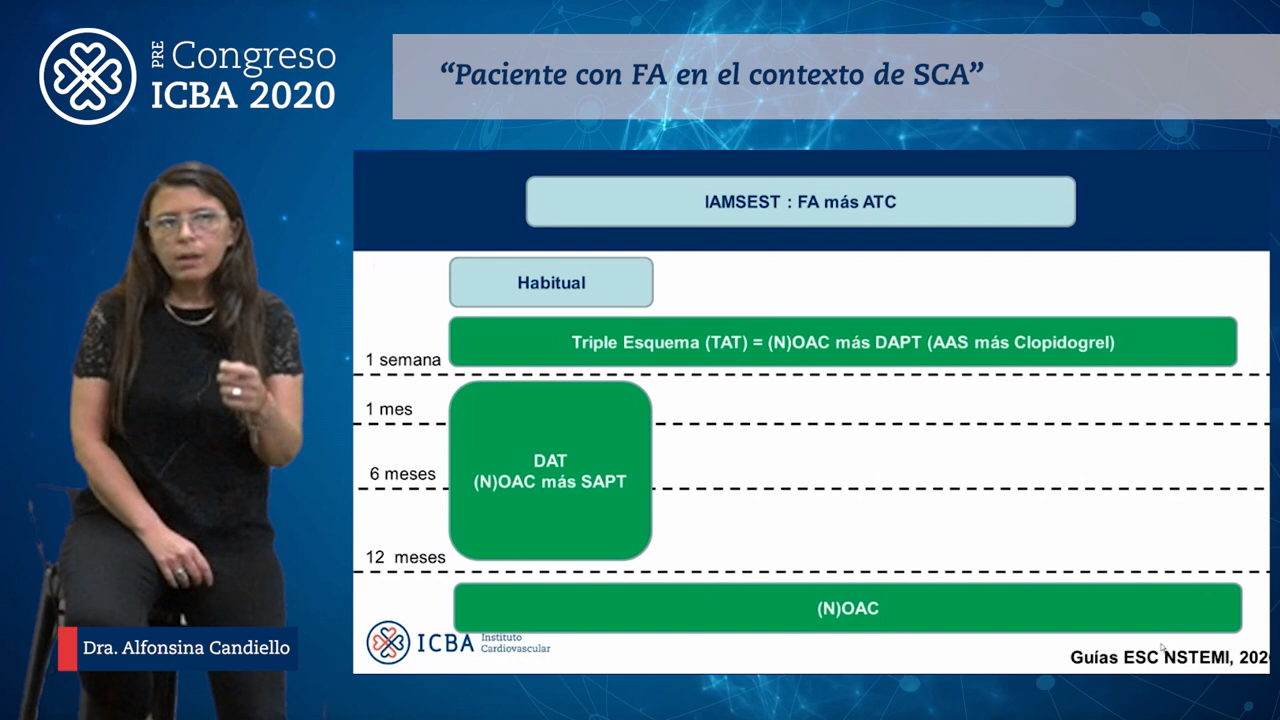 PRE Congreso
ICBA 2020
“Paciente con FA en el contexto de SCA”
IAMSEST : FA más ATC
Habitual
Triple Esquema (TAT) = (N)OAC más DAPT (AAS más Clopidogrel)
1 semana
1 mes
DAT
(N)OAC más SAPT
6 meses
12 meses
(N)OAC
ICBA Instituto
Cardiovascular
Guías ESC NSTEMI, 202
Dra. Alfonsina Candiello